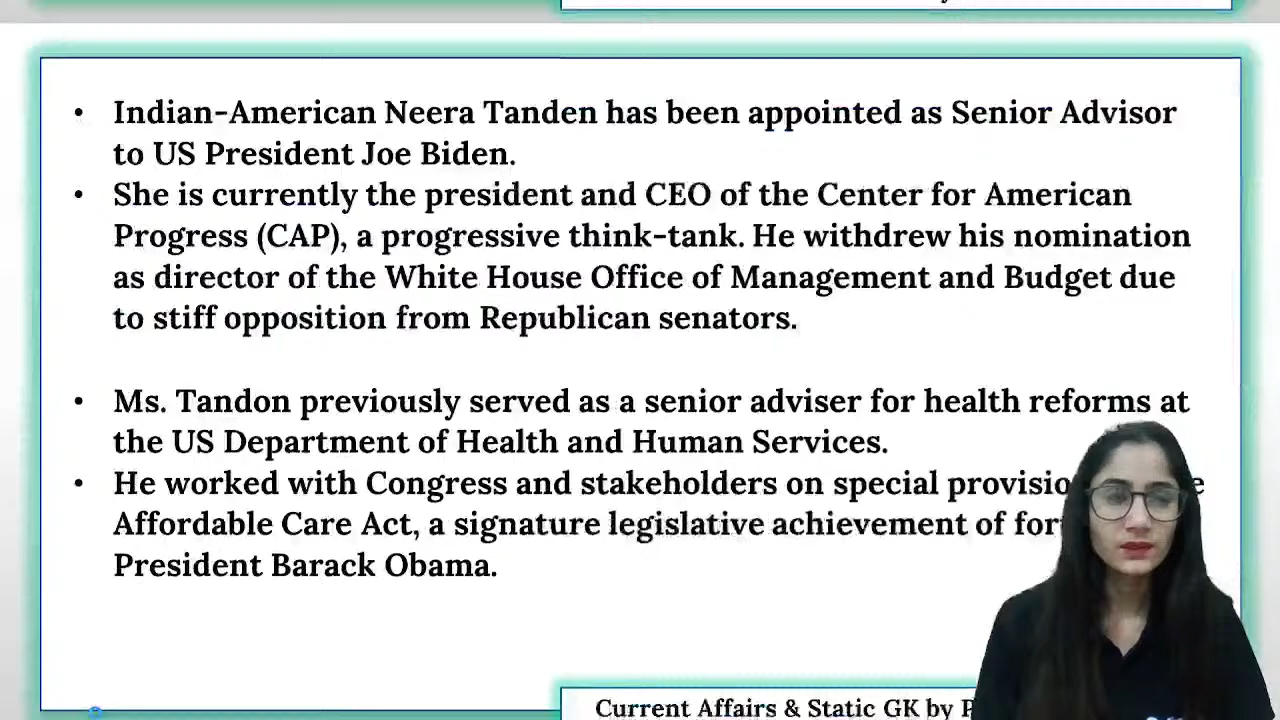 Indian-American Neera Tanden has been appointed as Senior Advisor
to US President Joe Biden.
She is currently the president and CEO of the Center for American
Progress (CAP), a progressive think-tank. He withdrew his nomination
as director of the White House Office of Management and Budget due
to stiff opposition from Republican senators.
Ms. Tandon previously served as a senior adviser for health reforms at
the US Department of Health and Human Services.
He worked with Congress and stakeholders on special
Affordable Care Act, a signature legislative achievement of
President Barack Obama.
Current Affairs & Static GK by